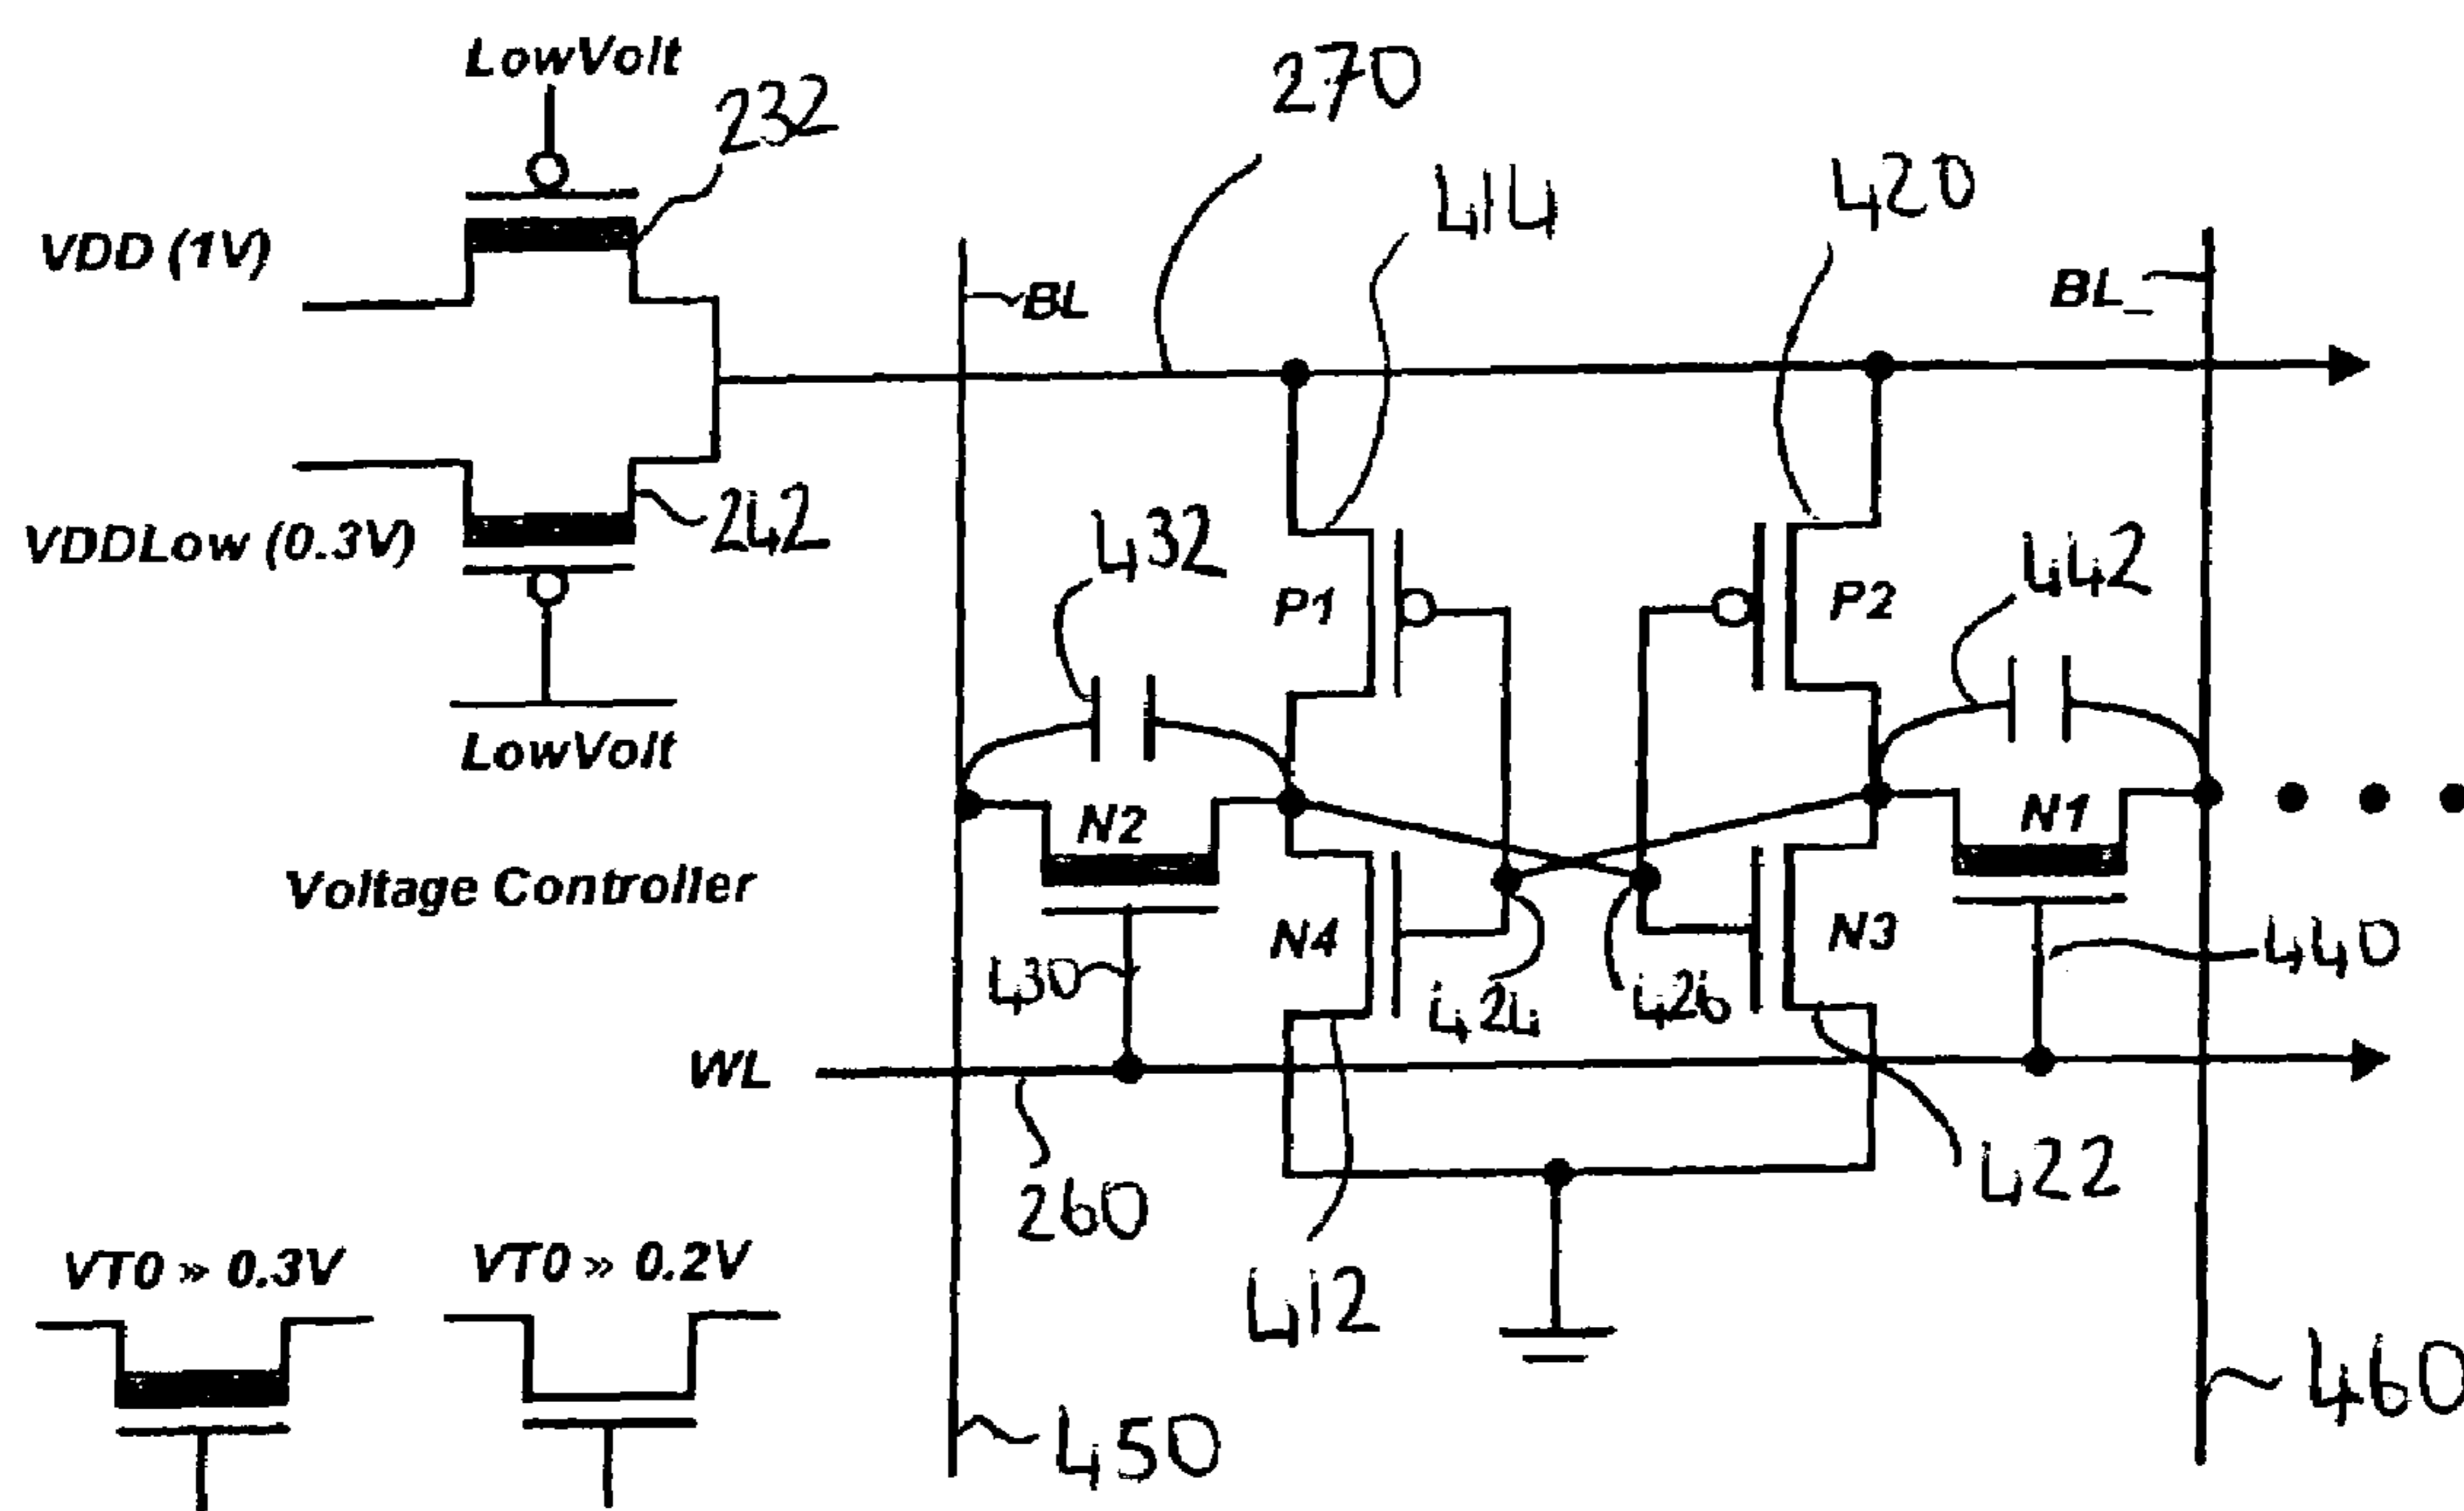 LowVolt
232
270
414
420
VDD (1V)
BL
BL_
VDDLow (0.3V)
242
432
442
P1
P2
LowVolt
N2
N1
Voltage Controller
N4
N3
430
424
426
440
WL
260
422
VT0 » 0.3V
VT0 » 0.2V
412
450
460